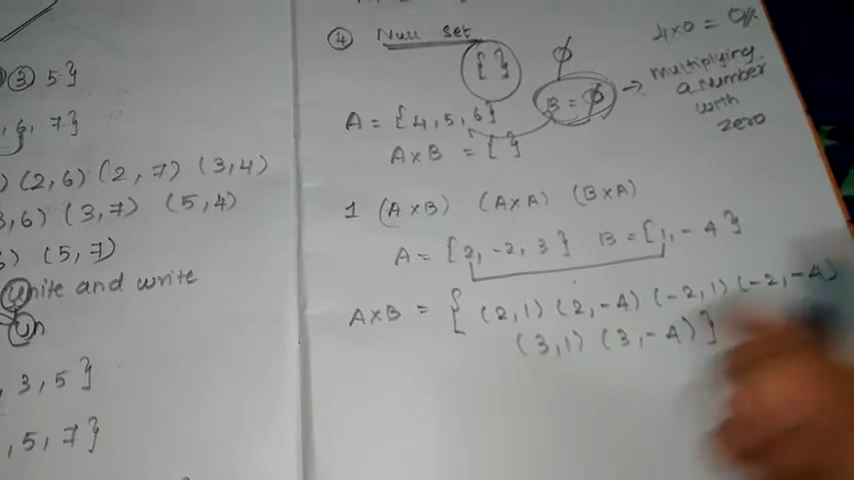 ③ 5}
, 6, 7}
) (2,6) (2,7) (3,4)
3,6) (3,7) (5,4)
) (5,7)
Unite and write
Un
, 3, 5}
, 5, 7}
④ Null set
{ }
ϕ
4×0 = 0
B = ϕ → multiplying
a Number
with
zero
A = {4,5,6}
A×B = { }
1 (A×B) (A×A) (B×A)
A = {2,-2,3} B = {1,-4}
A×B = { (2,1) (2,-4) (-2,1) (-2,-4)
(3,1) (3,-4)}